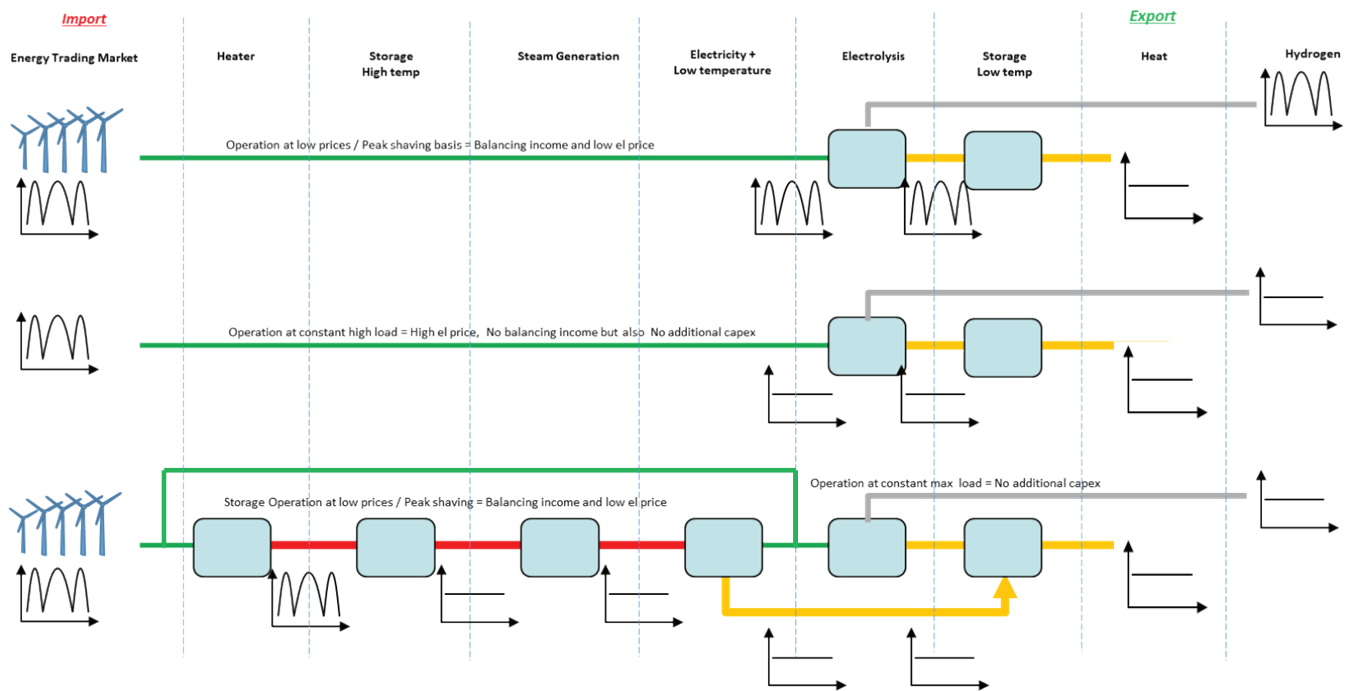 Import
Export
Energy Trading Market
Heater
Storage
High temp
Steam Generation
Electricity +
Low temperature
Electrolysis
Storage
Low temp
Heat
Hydrogen
Operation at low prices / Peak shaving basis = Balancing income and low el price
Operation at constant high load = High el price, No balancing income but also No additional capex
Operation at constant max load = No additional capex
Storage Operation at low prices / Peak shaving = Balancing income and low el price